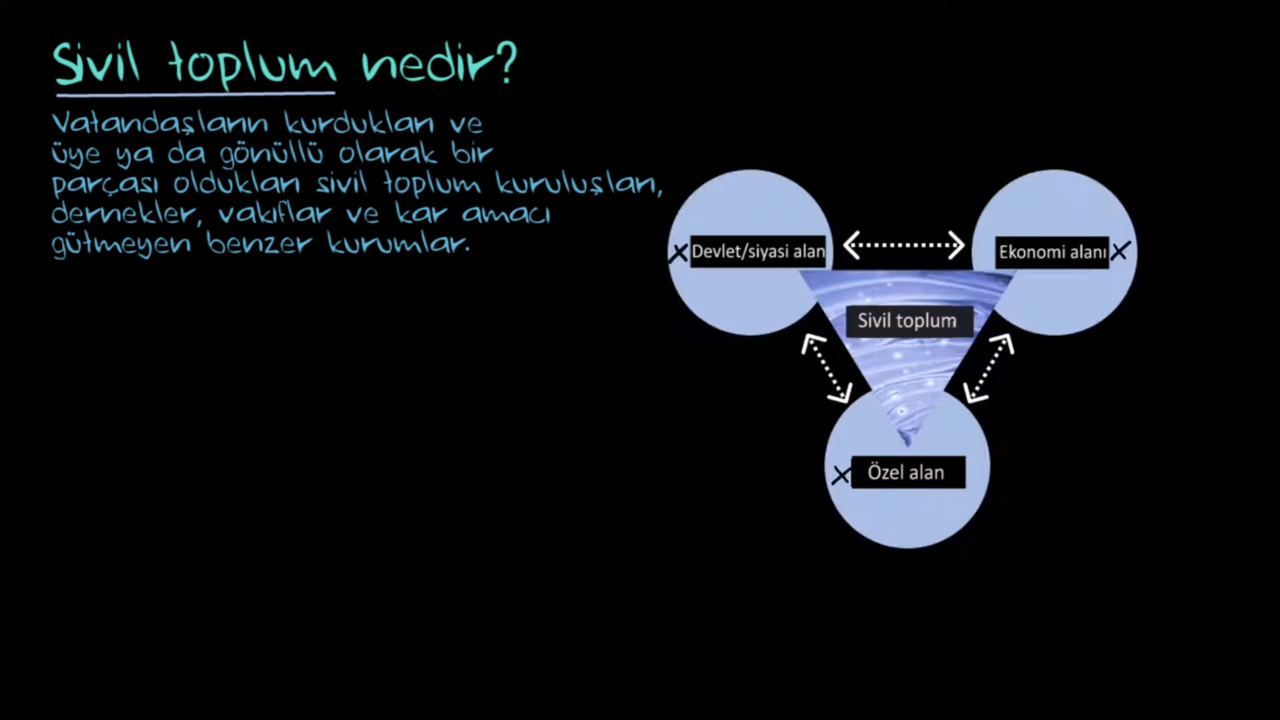 Sivil toplum nedir?
Vatandaşların kurdukları ve
üye ya da gönüllü olarak bir
parçası oldukları sivil toplum kuruluşları,
dernekler, vakıflar ve kar amacı
gütmeyen benzer kurumlar.
Devlet/siyasi alan
Ekonomi alanı
Sivil toplum
Özel alan